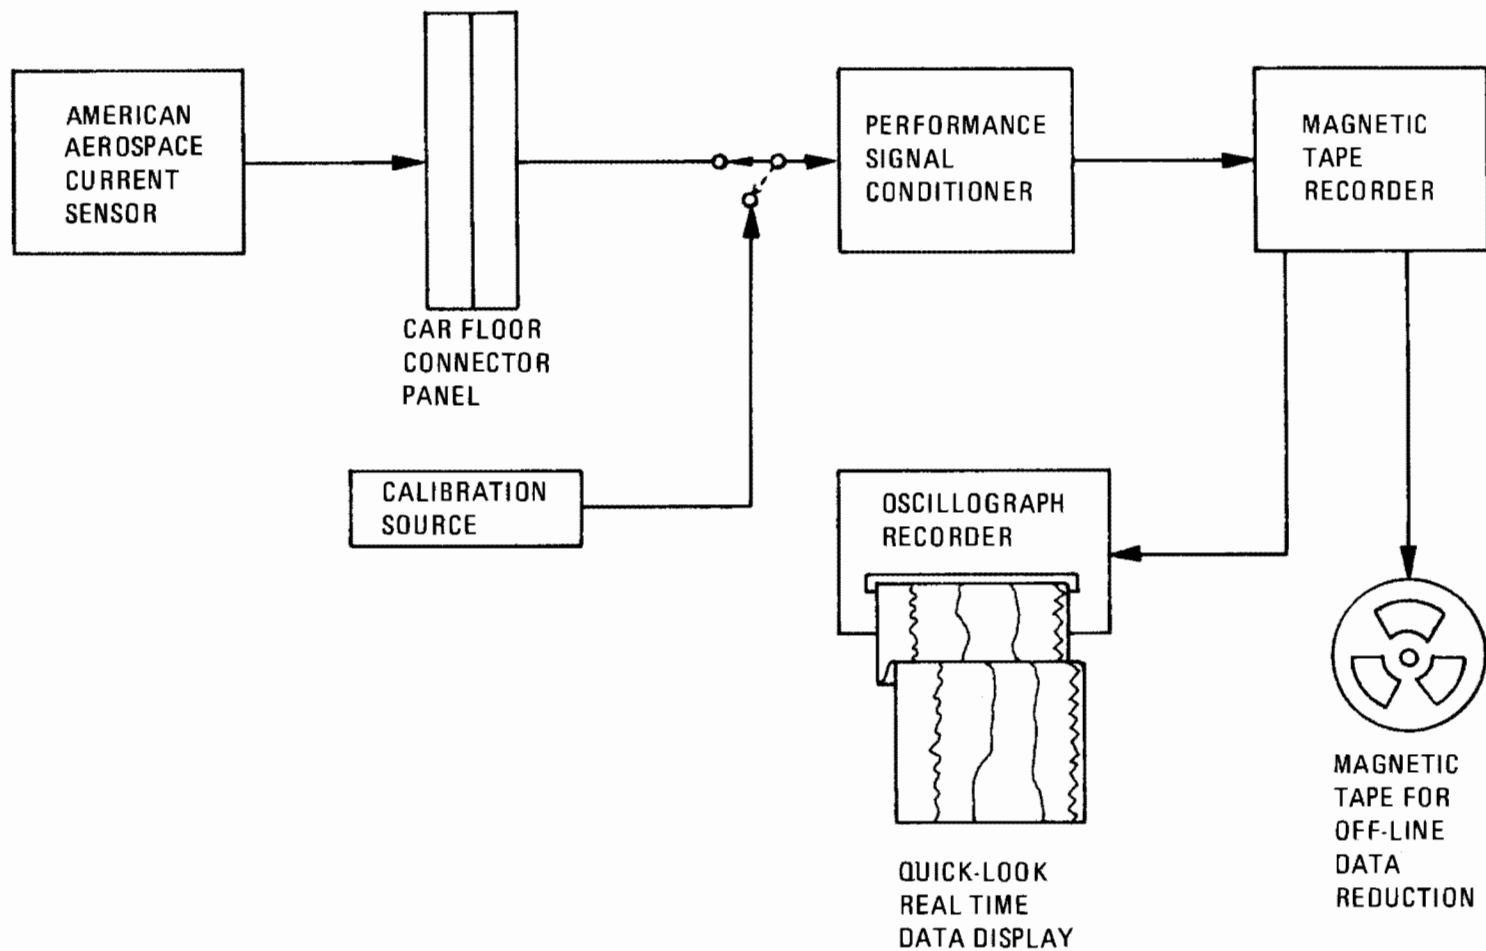 AMERICAN
AEROSPACE
CURRENT
SENSOR
CAR FLOOR
CONNECTOR
PANEL
PERFORMANCE
SIGNAL
CONDITIONER
MAGNETIC
TAPE
RECORDER
CALIBRATION
SOURCE
OSCILLOGRAPH
RECORDER
QUICK-LOOK
REAL TIME
DATA DISPLAY
MAGNETIC
TAPE FOR
OFF-LINE
DATA
REDUCTION